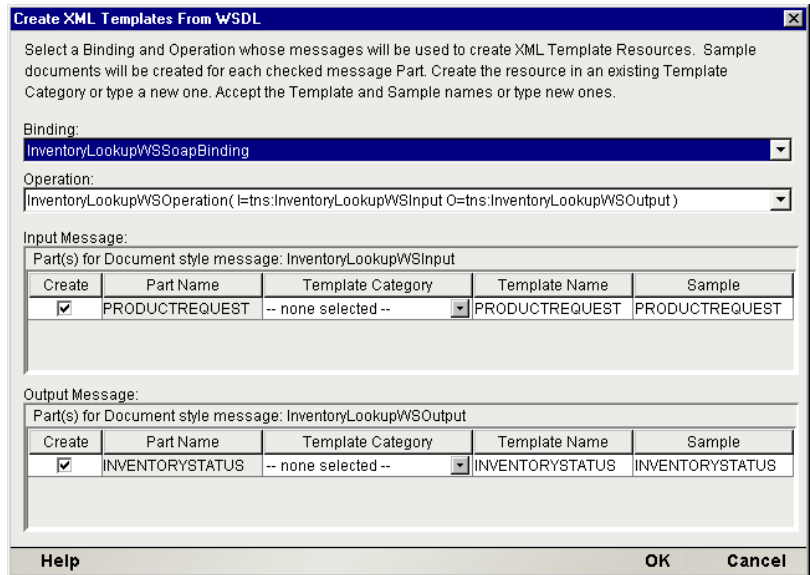 Create XML Templates From WSDL
Select a Binding and Operation whose messages will be used to create XML Template Resources. Sample
documents will be created for each checked message Part. Create the resource in an existing Template
Category or type a new one. Accept the Template and Sample names or type new ones.
Binding:
InventoryLookupWSSoapBinding
Operation:
InventoryLookupWSOperation( I=tns:InventoryLookupWSInput O=tns:InventoryLookupWSOutput )
Input Message:
Part(s) for Document style message: InventoryLookupWSInput
Create Part Name Template Category Template Name Sample
PRODUCTREQUEST -- none selected -- PRODUCTREQUEST PRODUCTREQUEST
Output Message:
Part(s) for Document style message: InventoryLookupWSOutput
Create Part Name Template Category Template Name Sample
INVENTORYSTATUS -- none selected -- INVENTORYSTATUS INVENTORYSTATUS
Help OK Cancel